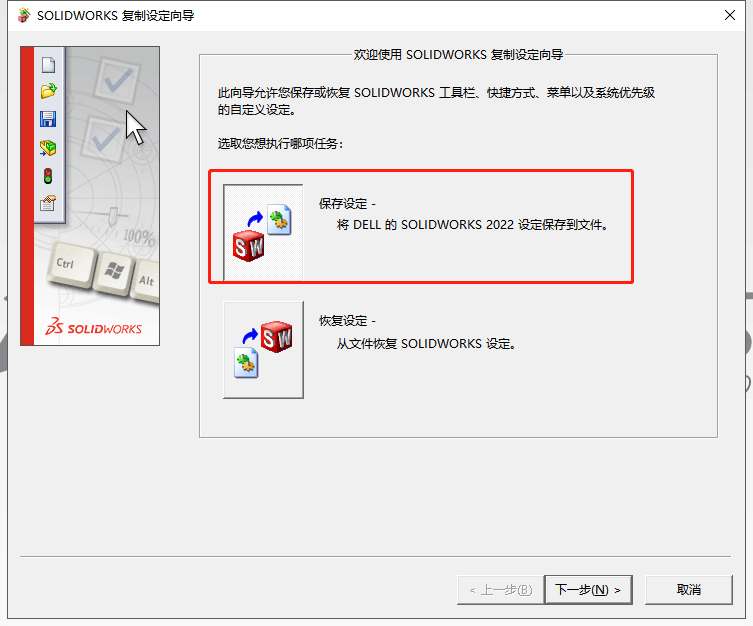 SOLIDWORKS 复制设定向导
欢迎使用 SOLIDWORKS 复制设定向导
此向导允许您保存或恢复 SOLIDWORKS 工具栏、快捷方式、菜单以及系统优先级
的自定义设定。
选取您想执行哪项任务：
保存设定 -
将 DELL 的 SOLIDWORKS 2022 设定保存到文件。
SW
恢复设定 -
从文件恢复 SOLIDWORKS 设定。
SW
100%
Ctrl
Alt
SOLIDWORKS
< 上一步(B)
下一步(N) >
取消